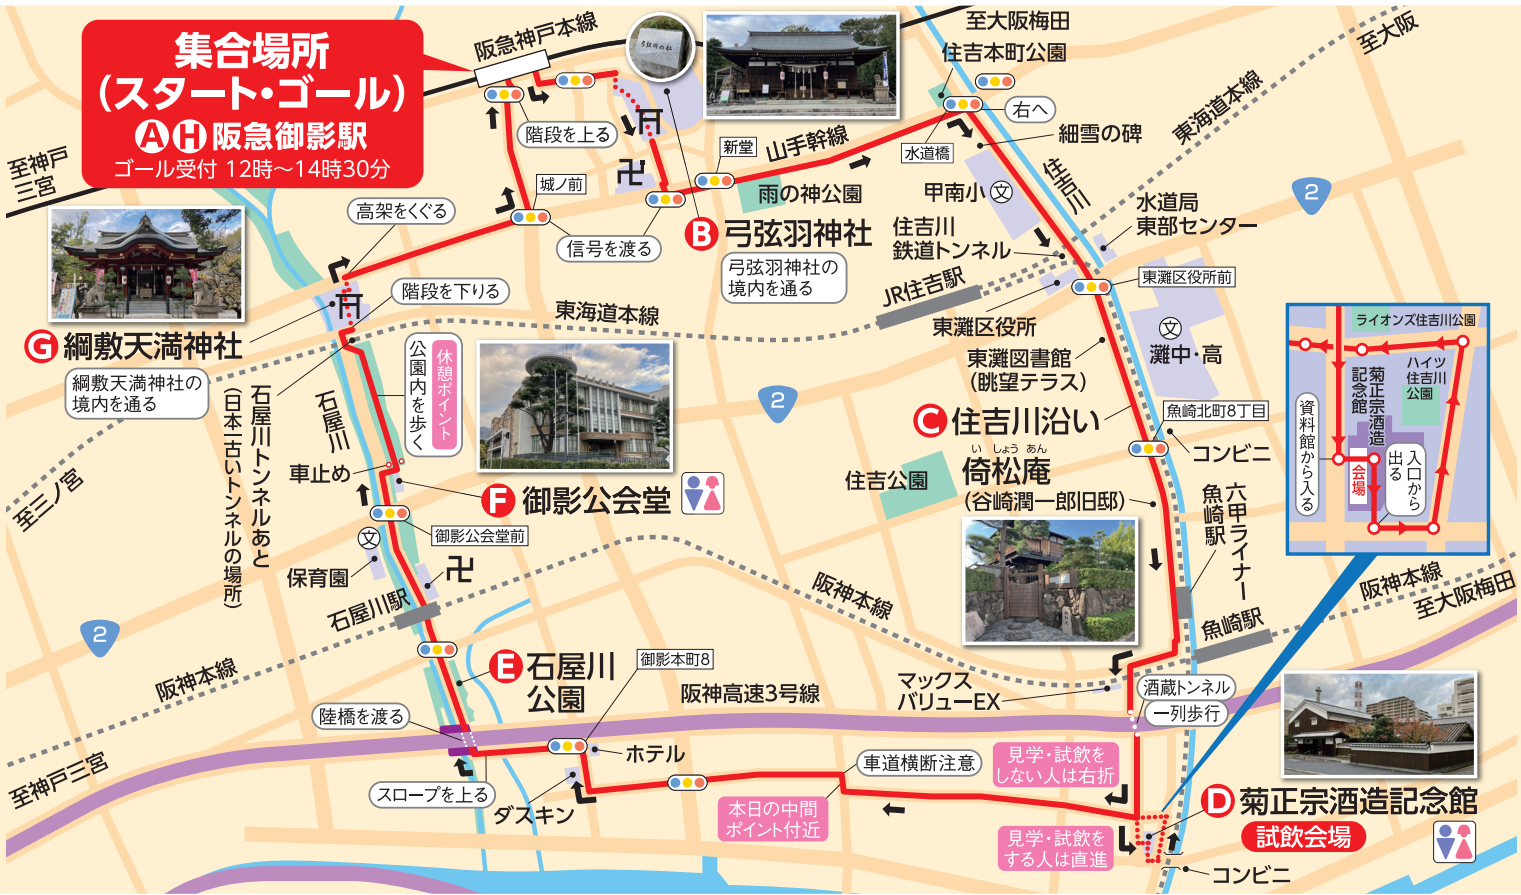 集合場所
（スタート・ゴール）
A H 阪急御影駅
ゴール受付 12時〜14時30分
阪急神戸本線
至神戸
三宮
階段を上る
弓弦羽の杜
至大阪梅田
住吉本町公園
至大阪
東海道本線
右へ
細雪の碑
水道橋
山手幹線
新堂
雨の神公園
住吉川
甲南小
文
城ノ前
高架をくぐる
信号を渡る
B 弓弦羽神社
弓弦羽神社の
境内を通る
住吉川
鉄道トンネル
水道局
東部センター
2
JR住吉駅
東灘区役所前
東灘区役所
階段を下りる
東海道本線
G 綱敷天満神社
綱敷天満神社の
境内を通る
石屋川トンネルあと
（日本一古いトンネルの場所）
石屋川
公園内を歩く
休憩ポイント
車止め
至三ノ宮
F 御影公会堂
御影公会堂前
文
保育園
石屋川駅
2
2
東灘図書館
（眺望テラス）
文
灘中・高
C 住吉川沿い
魚崎北町8丁目
コンビニ
い しょう あん
倚松庵
（谷崎潤一郎旧邸）
住吉公園
六甲ライナー
魚崎駅
魚崎駅
阪神本線
阪神本線
至大阪梅田
ライオンズ住吉川公園
ハイツ
住吉川
公園
菊正宗酒造
記念館
資料館から入る
会場
入口から
出る
阪神本線
至神戸三宮
E 石屋川
公園
御影本町8
阪神高速3号線
陸橋を渡る
スロープを上る
ホテル
ダスキン
マックス
バリューEX
酒蔵トンネル
一列歩行
車道横断注意
本日の中間
ポイント付近
見学・試飲を
しない人は右折
見学・試飲を
する人は直進
D 菊正宗酒造記念館
試飲会場
コンビニ